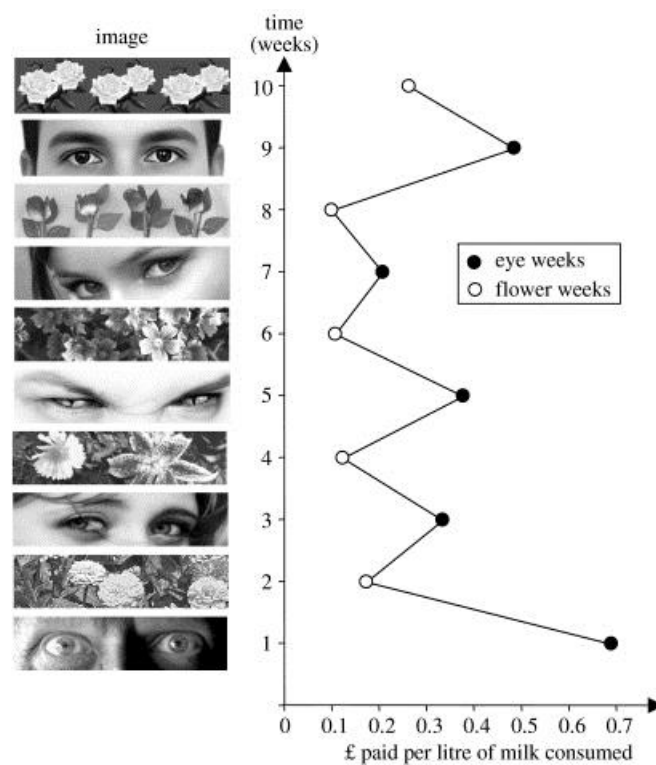 image
time
(weeks)
10
9
8
7
6
5
4
3
2
1
eye weeks
flower weeks
0 0.1 0.2 0.3 0.4 0.5 0.6 0.7
£ paid per litre of milk consumed